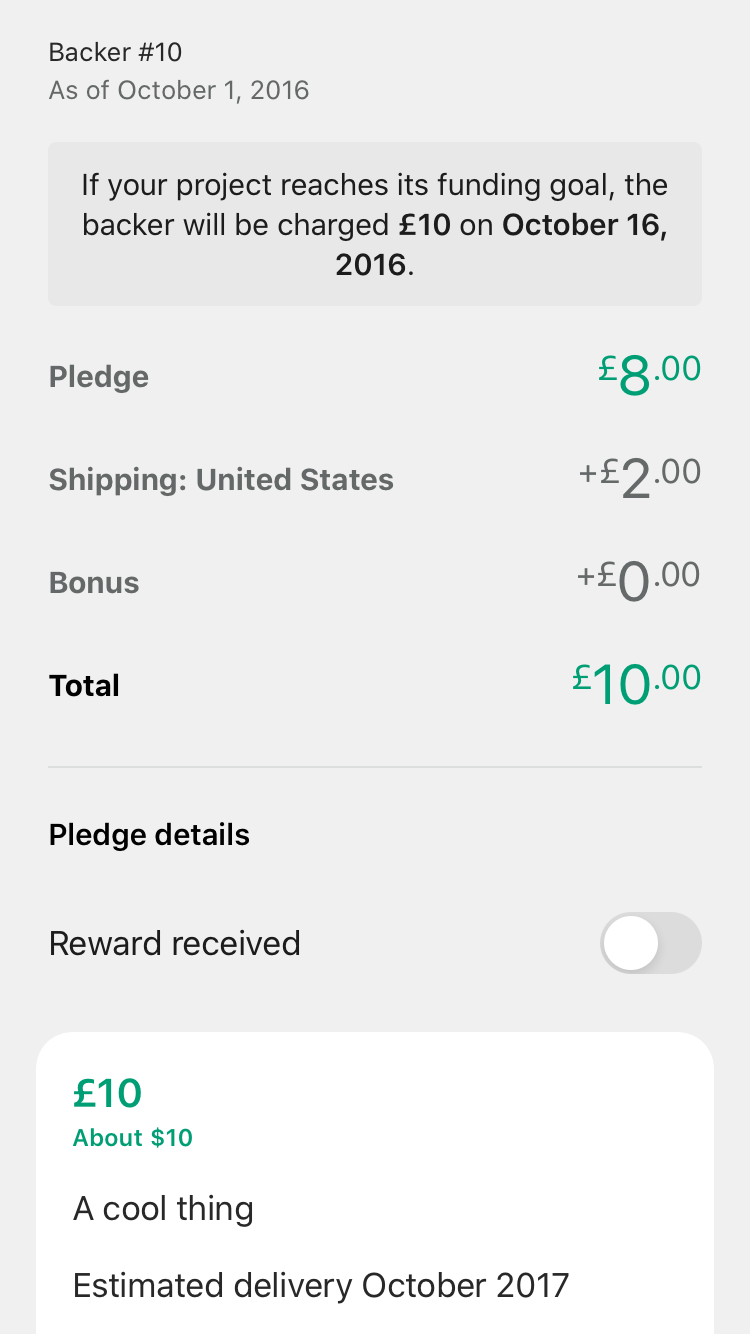 Backer #10
As of October 1, 2016
If your project reaches its funding goal, the
backer will be charged £10 on October 16,
2016.
Pledge £8.00
Shipping: United States +£2.00
Bonus +£0.00
Total £10.00
Pledge details
Reward received
£10
About $10
A cool thing
Estimated delivery October 2017